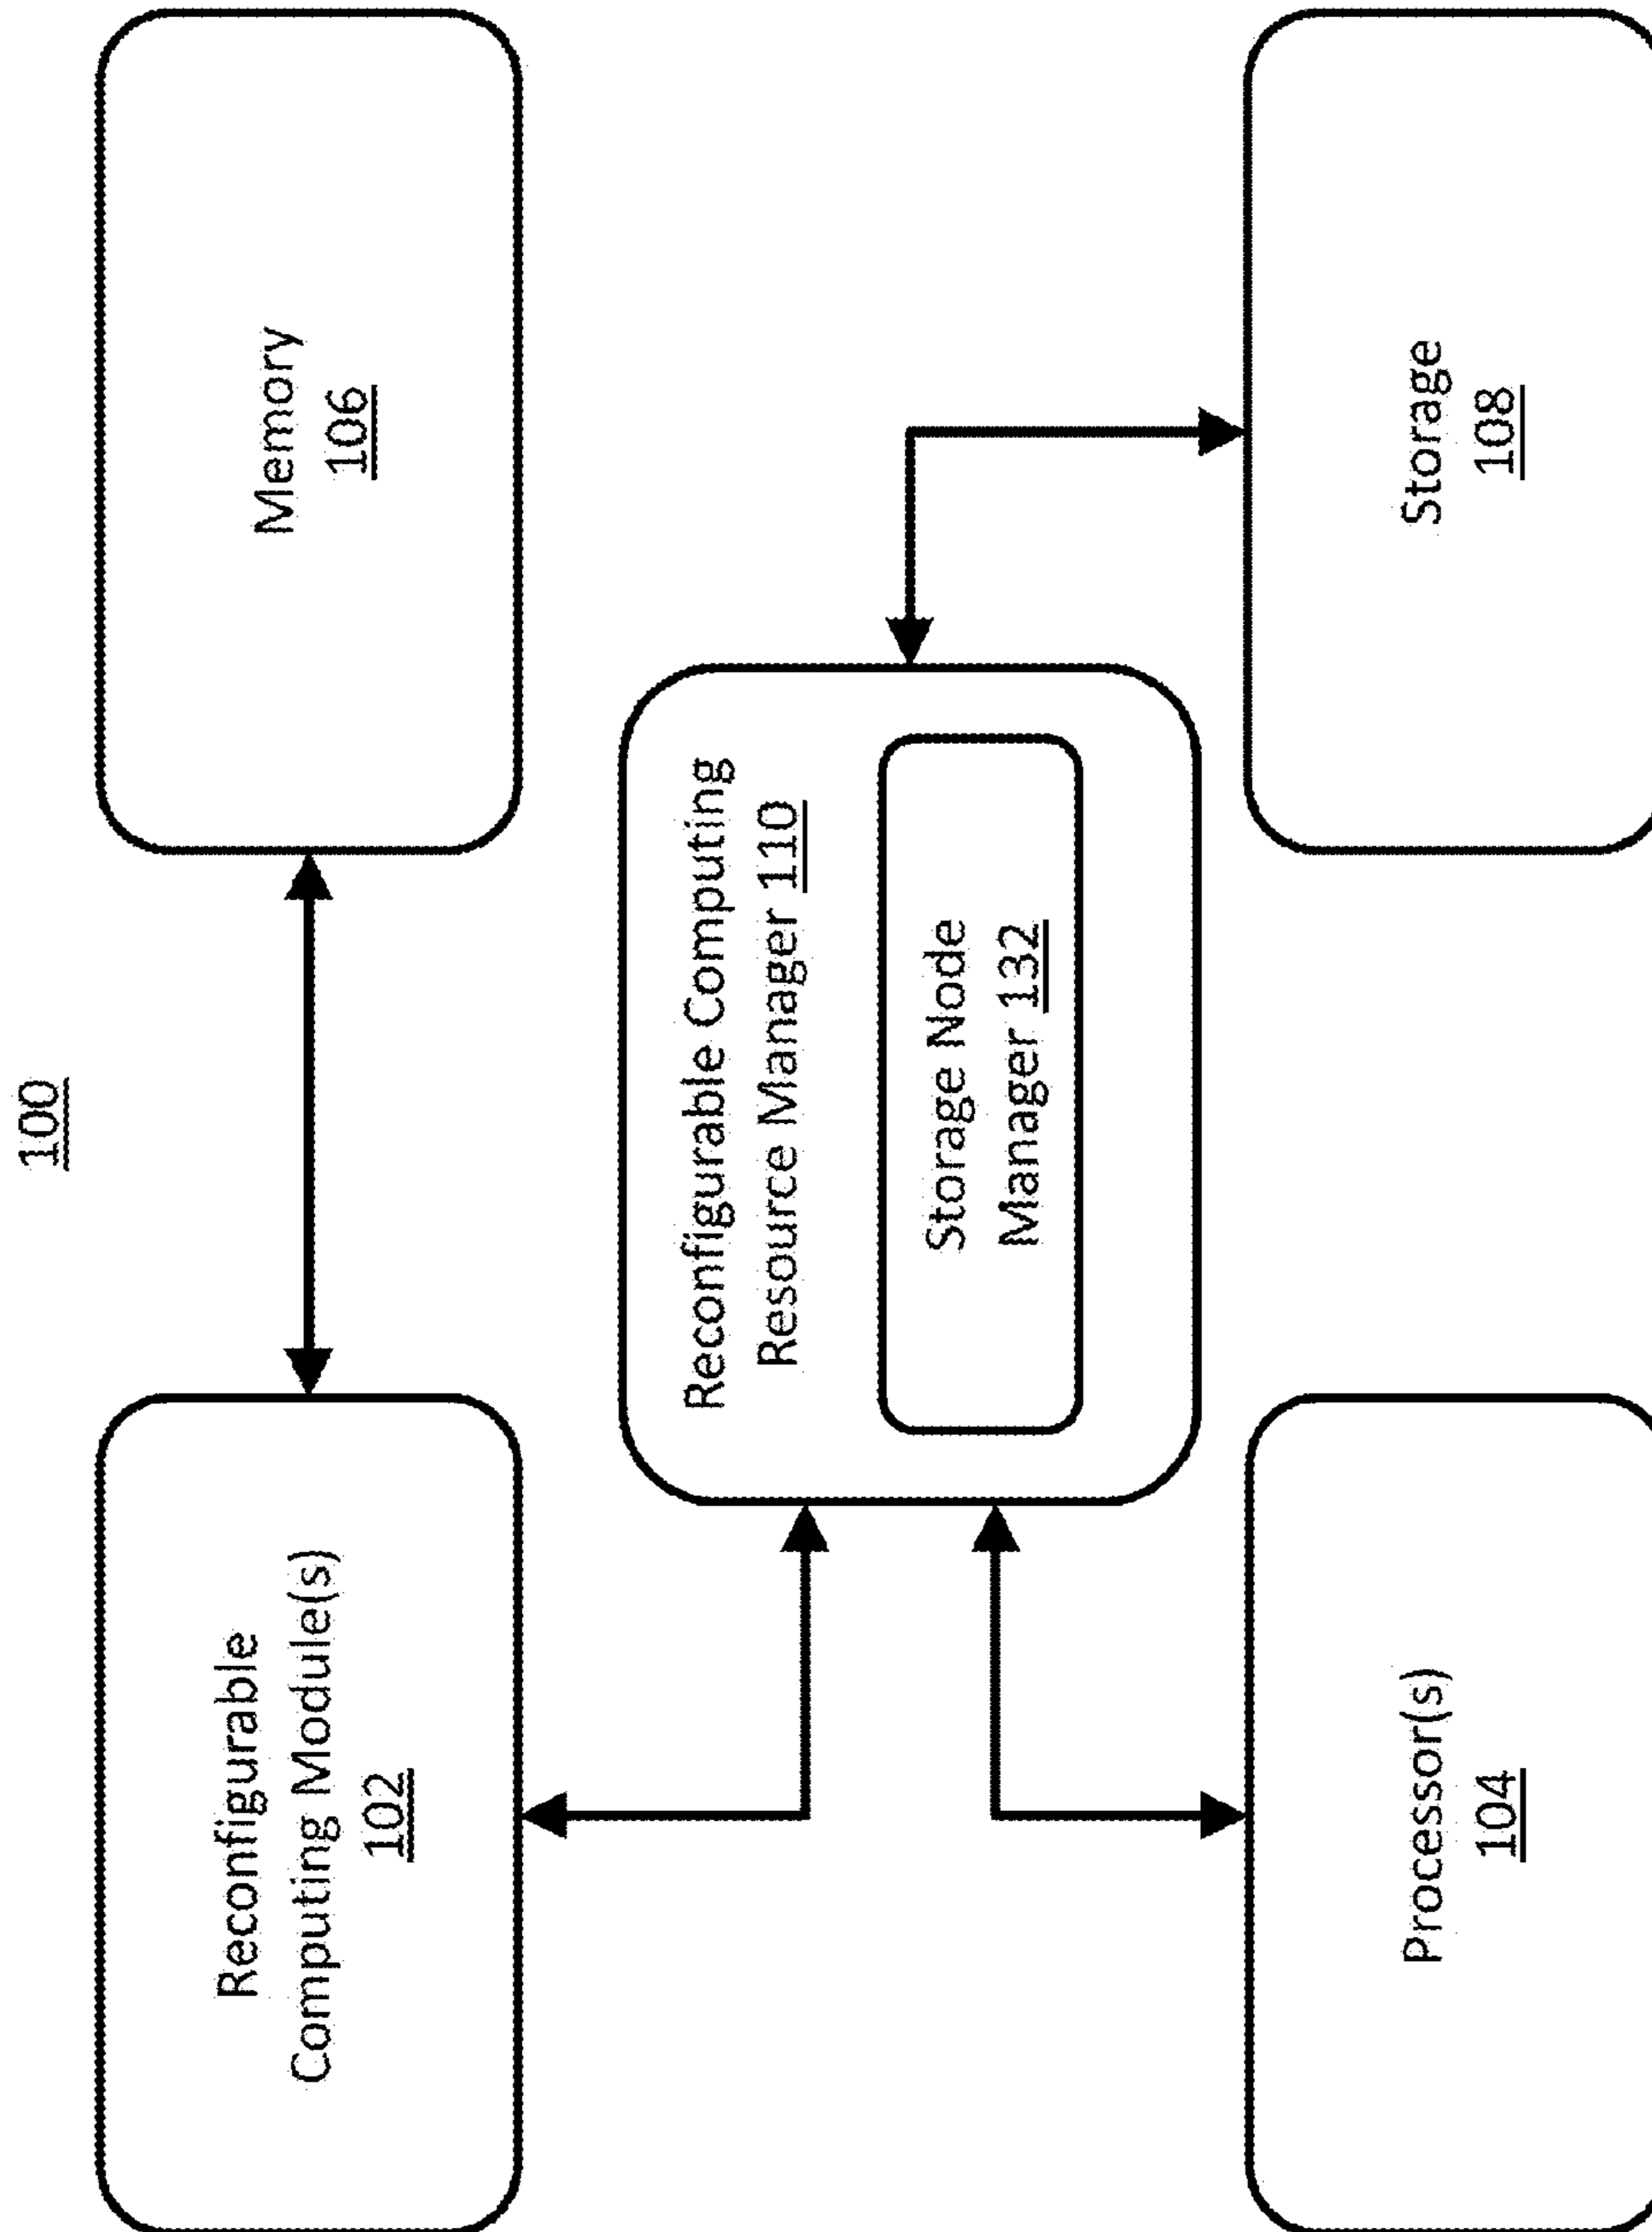 100
Reconfigurable
Computing Module(s)
102
Memory
106
Reconfigurable Computing
Resource Manager 110
Storage Node
Manager 132
Processor(s)
104
Storage
108